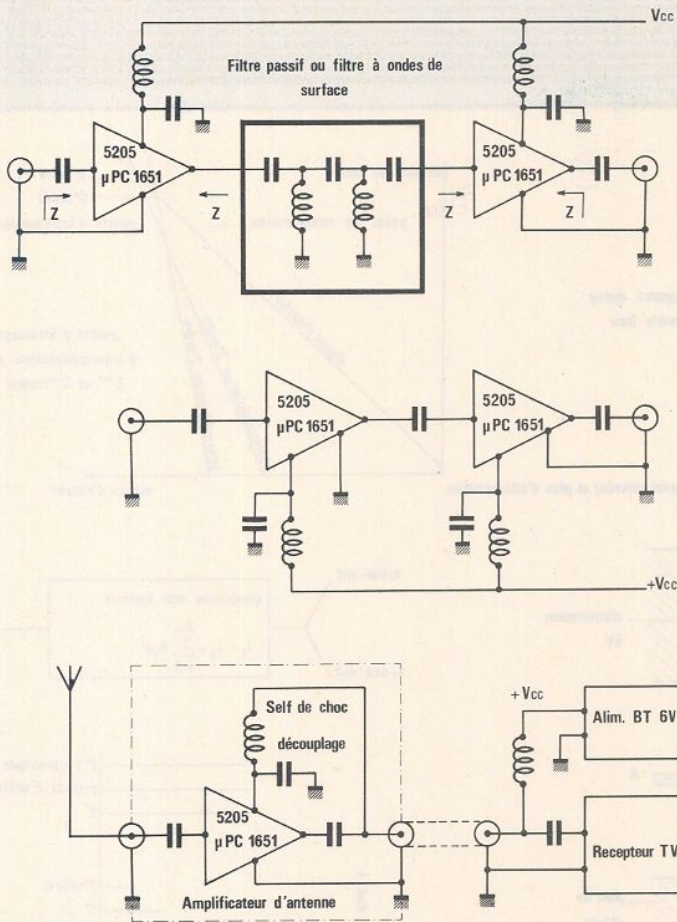 Vcc
Filtre passif ou filtre à ondes de
surface
5205
µPC 1651
5205
µPC 1651
Z
Z
Z
Z
5205
µPC 1651
5205
µPC 1651
+Vcc
+Vcc
Self de choc
Alim. BT 6V
découplage
5205
µPC 1651
Recepteur TV
Amplificateur d'antenne